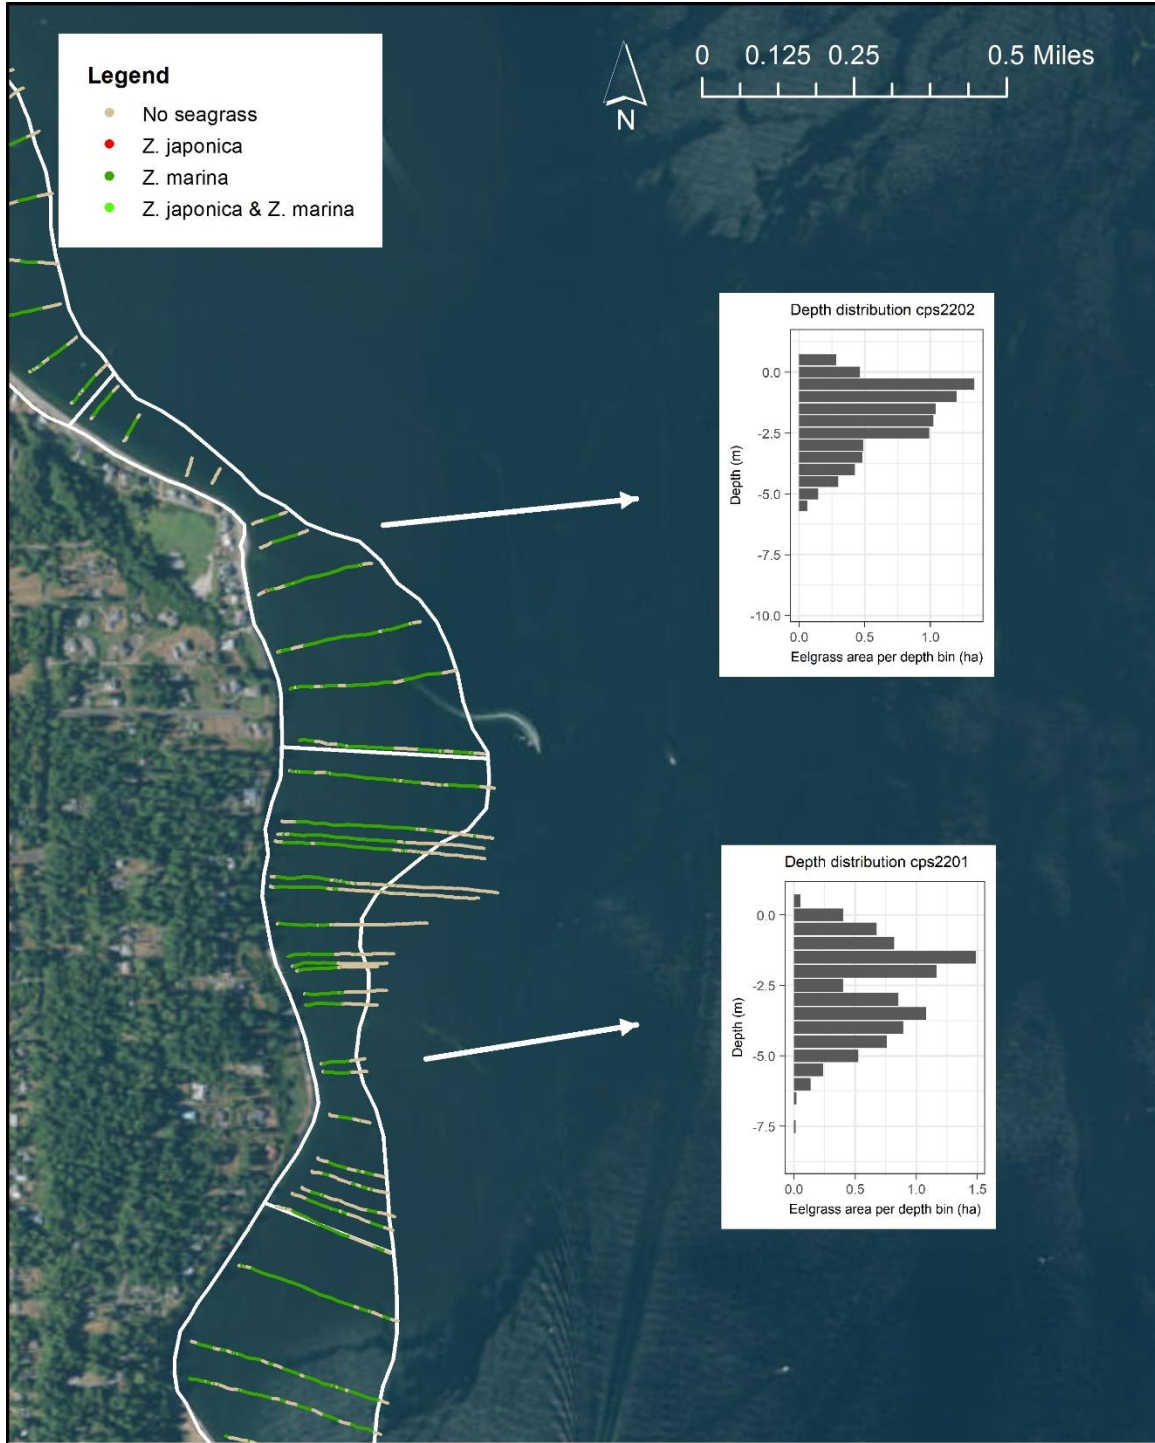 Legend
No seagrass
Z. japonica
Z. marina
Z. japonica & Z. marina
N
0 0.125 0.25 0.5 Miles
Depth distribution cps2202
Depth (m)
0.0
-2.5
-5.0
-7.5
-10.0
0.0 0.5 1.0
Eelgrass area per depth bin (ha)
Depth distribution cps2201
Depth (m)
0.0
-2.5
-5.0
-7.5
0.0 0.5 1.0 1.5
Eelgrass area per depth bin (ha)